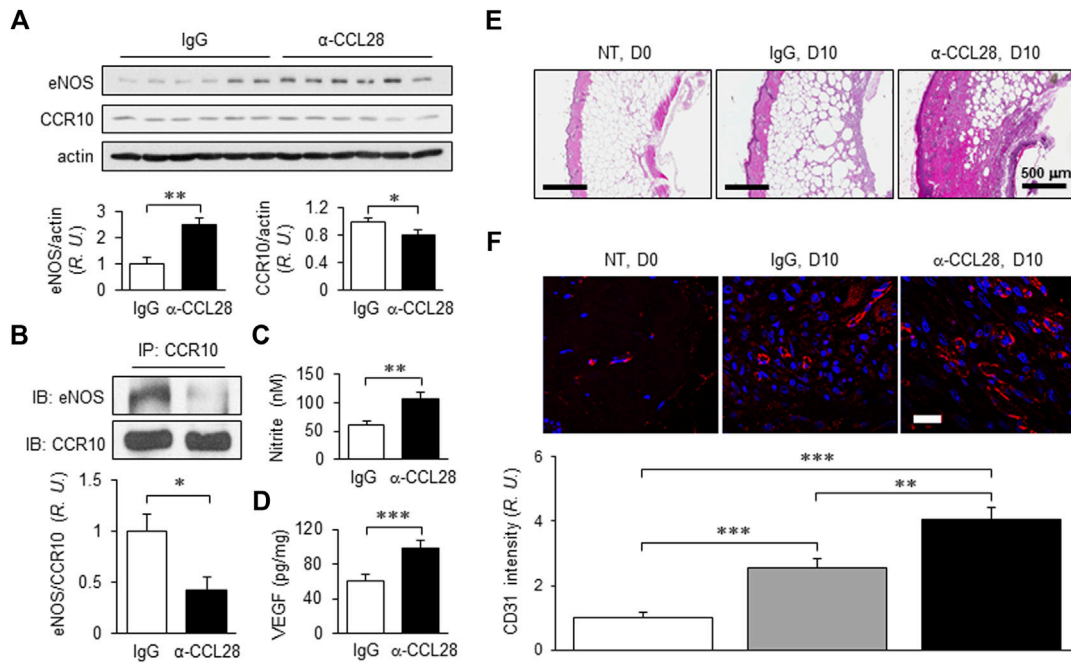 A
IgG
α-CCL28
eNOS
CCR10
actin
eNOS/actin
(R. U.)
3
2
1
0
**
IgG α-CCL28
CCR10/actin
(R. U.)
1.2
0.8
0.4
0.0
*
IgG α-CCL28
B
IP: CCR10
IB: eNOS
IB: CCR10
eNOS/CCR10 (R. U.)
1.5
1
0.5
0
*
IgG α-CCL28
C
Nitrite (nM)
150
100
50
0
**
IgG α-CCL28
D
VEGF (pg/mg)
120
80
40
0
***
IgG α-CCL28
E
NT, D0
IgG, D10
α-CCL28, D10
500 μm
F
NT, D0
IgG, D10
α-CCL28, D10
CD31 intensity (R. U.)
6
4
2
0
***
**
***